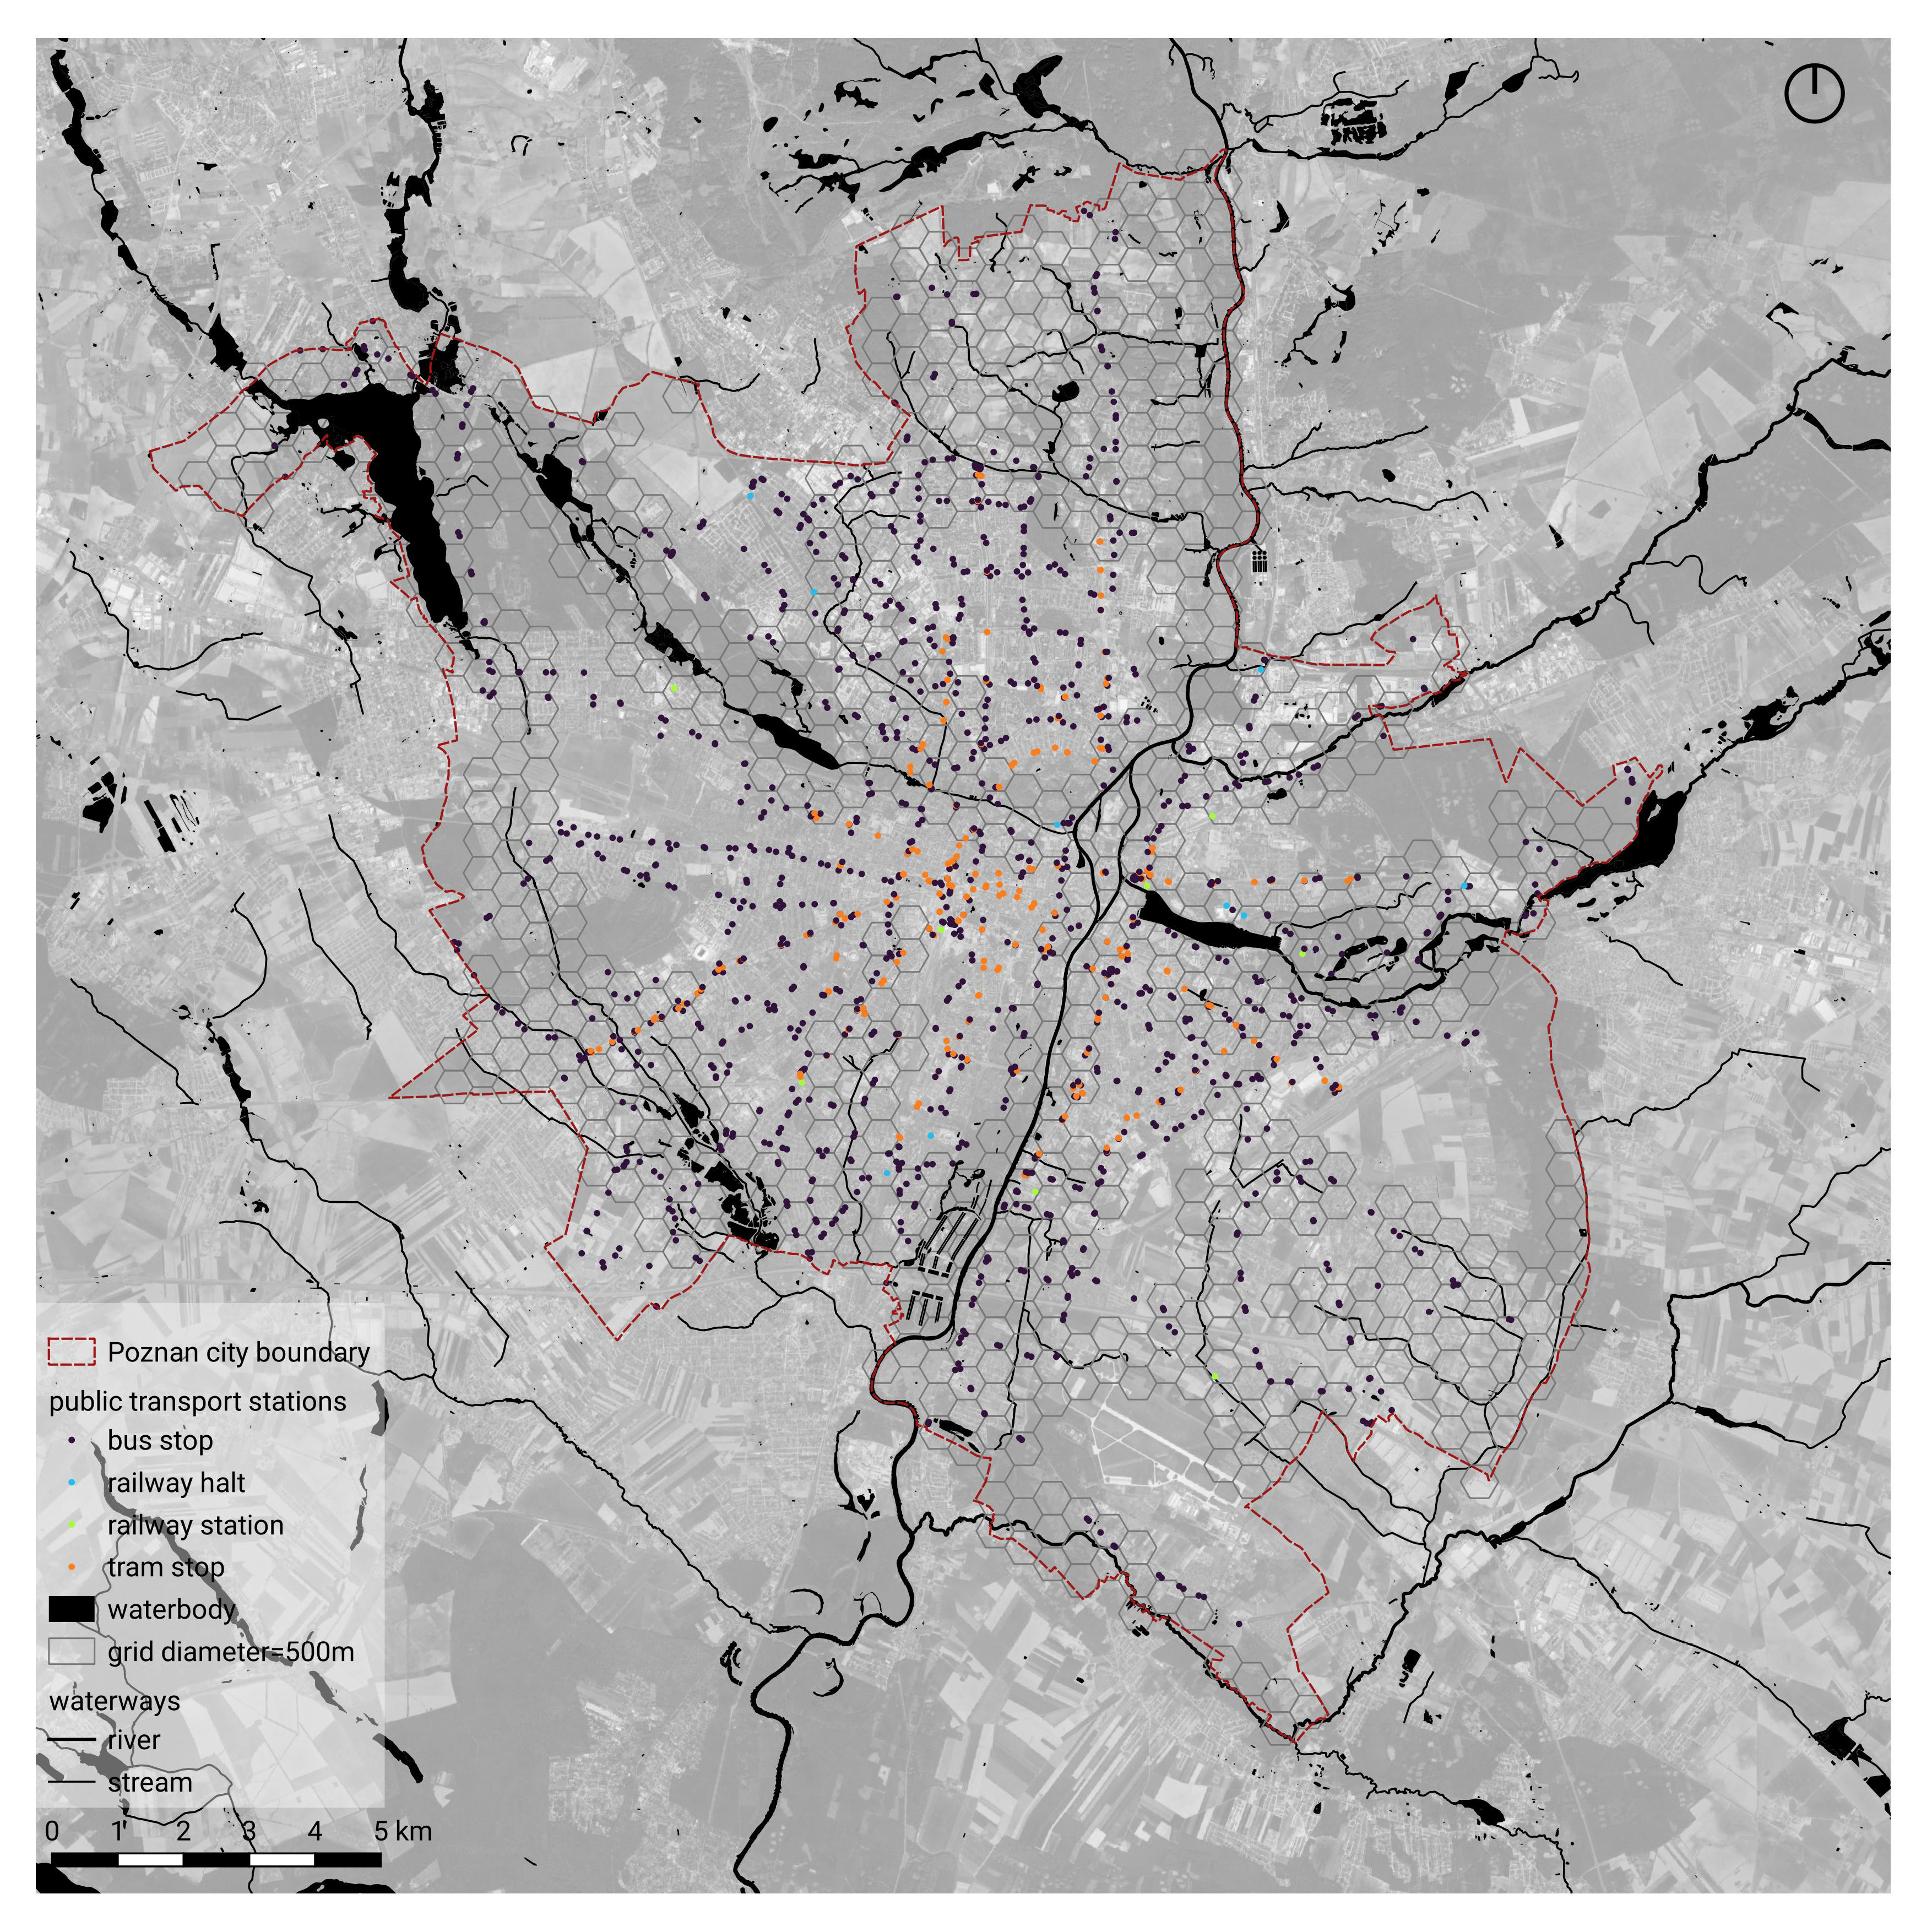 Poznan city boundary
public transport stations
bus stop
railway halt
railway station
tram stop
waterbody
grid diameter=500m
waterways
river
stream
0 1 2 3 4 5 km